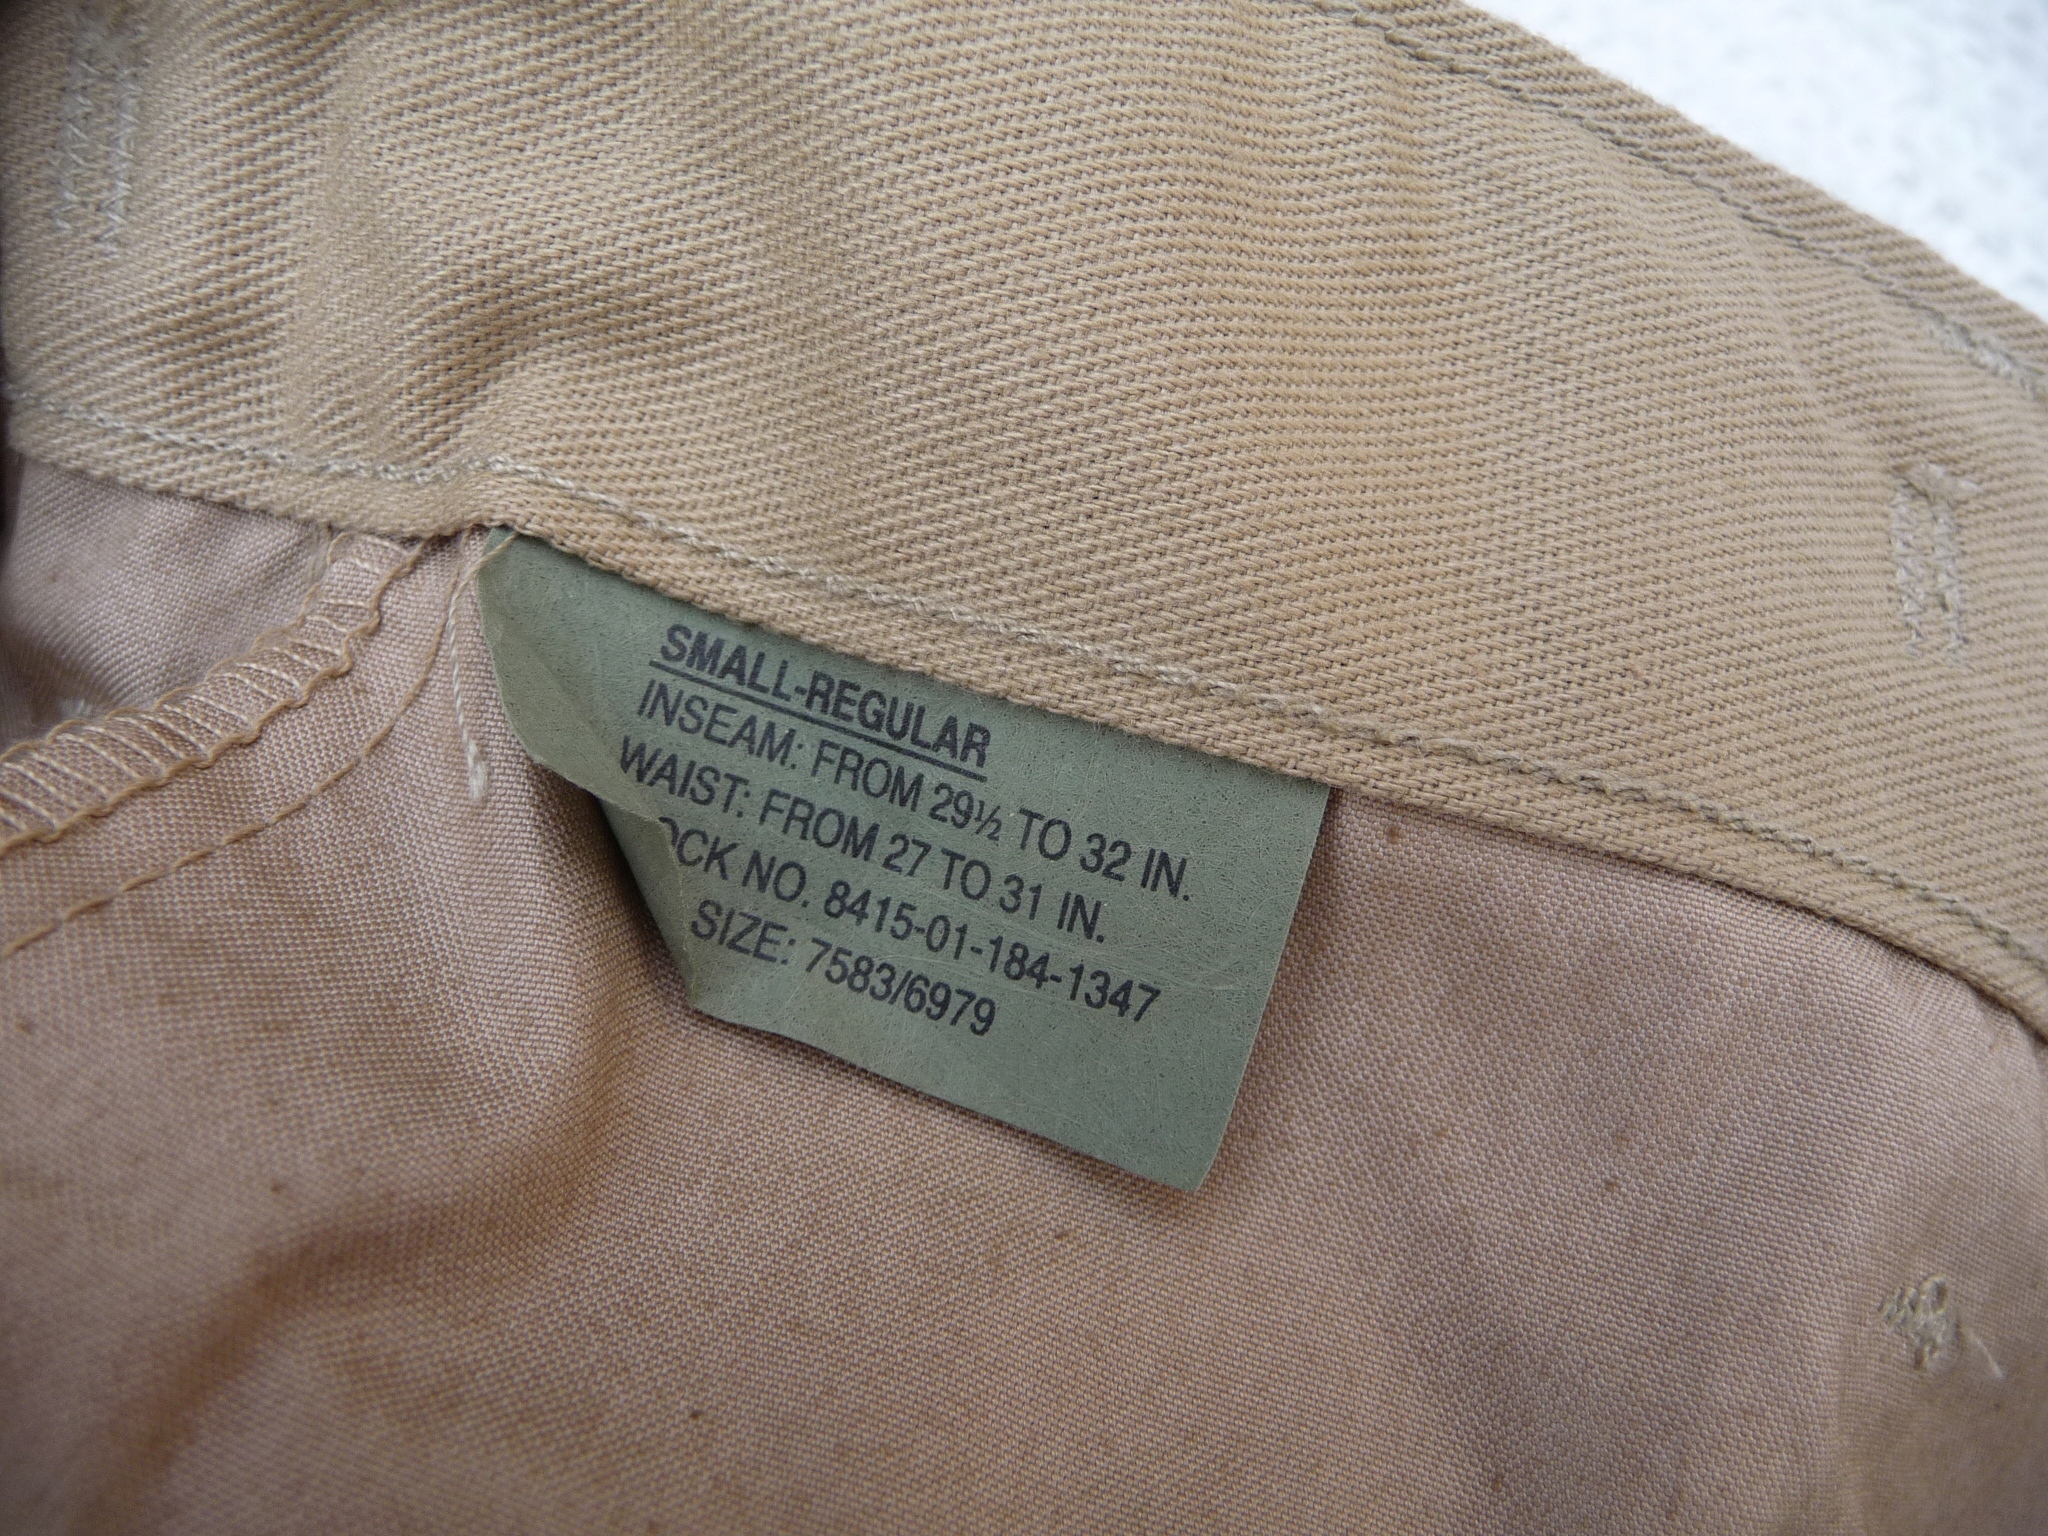 SMALL-REGULAR
INSEAM: FROM 29½ TO 32 IN.
WAIST: FROM 27 TO 31 IN.
OCK NO. 8415-01-184-1347
SIZE: 7583/6979